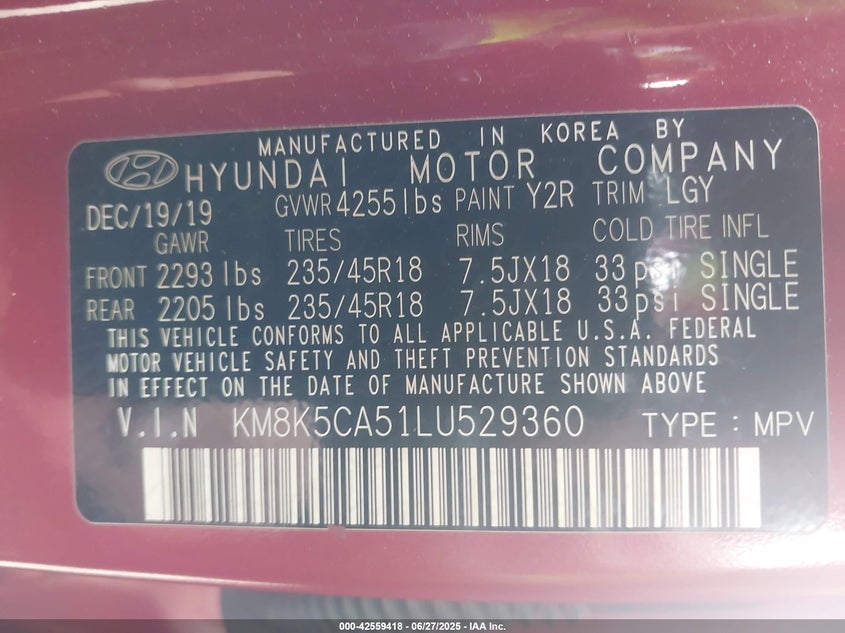 MANUFACTURED IN KOREA BY
HYUNDAI MOTOR COMPANY
DEC/19/19 GVWR 4255 lbs PAINT Y2R TRIM LGY
GAWR TIRES RIMS COLD TIRE INFL
FRONT 2293 lbs 235/45R18 7.5JX18 33 psi SINGLE
REAR 2205 lbs 235/45R18 7.5JX18 33 psi SINGLE
THIS VEHICLE CONFORMS TO ALL APPLICABLE U.S.A. FEDERAL
MOTOR VEHICLE SAFETY AND THEFT PREVENTION STANDARDS
IN EFFECT ON THE DATE OF MANUFACTURE SHOWN ABOVE
V.I.N KM8K5CA51LU529360 TYPE : MPV
000-42559418 - 06/27/2025 - IAA Inc.